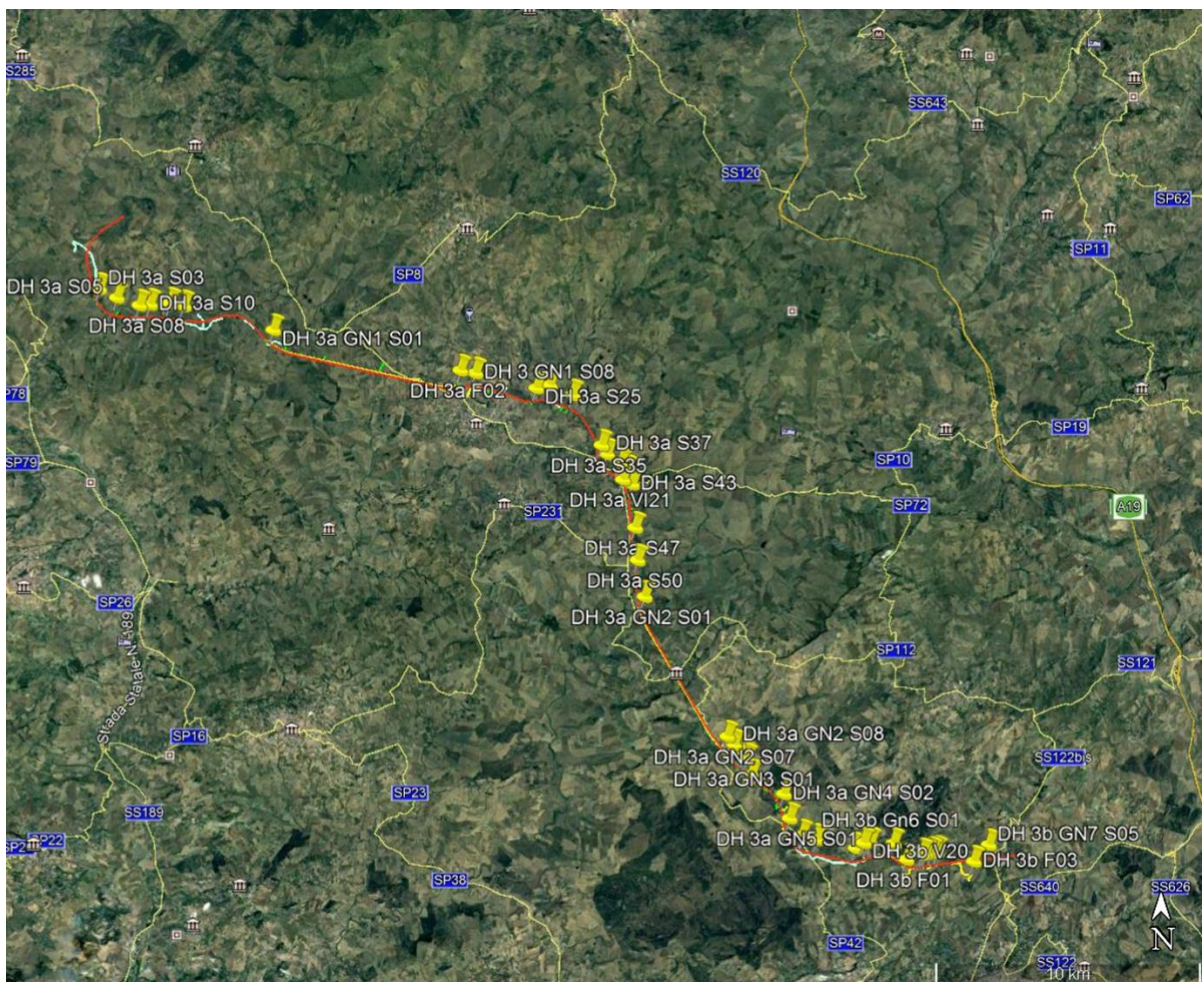 S285
SS643
SS120
SP62
SP11
SP8
DH 3a S03
DH 3a S05
DH 3a S10
DH 3a S08
DH 3a GN1 S01
DH 3 GN1 S08
DH 3a F02
DH 3a S25
P78
SP19
DH 3a S37
SP79
DH 3a S35
SP10
DH 3a S43
DH 3a VI21
SP72
A19
SP231
DH 3a S47
DH 3a S50
SP26
DH 3a GN2 S01
Strada Statale N 189
SP112
SS121
SP16
DH 3a GN2 S08
DH 3a GN2 S07
SS122bis
DH 3a GN3 S01
DH 3a GN4 S02
SP23
SS189
DH 3b Gn6 S01
DH 3b GN7 S05
DH 3a GN5 S01
SP22
DH 3b V20
DH 3b F03
DH 3b F01
SP38
SS640
SS626
N
SP42
SS122
10 km